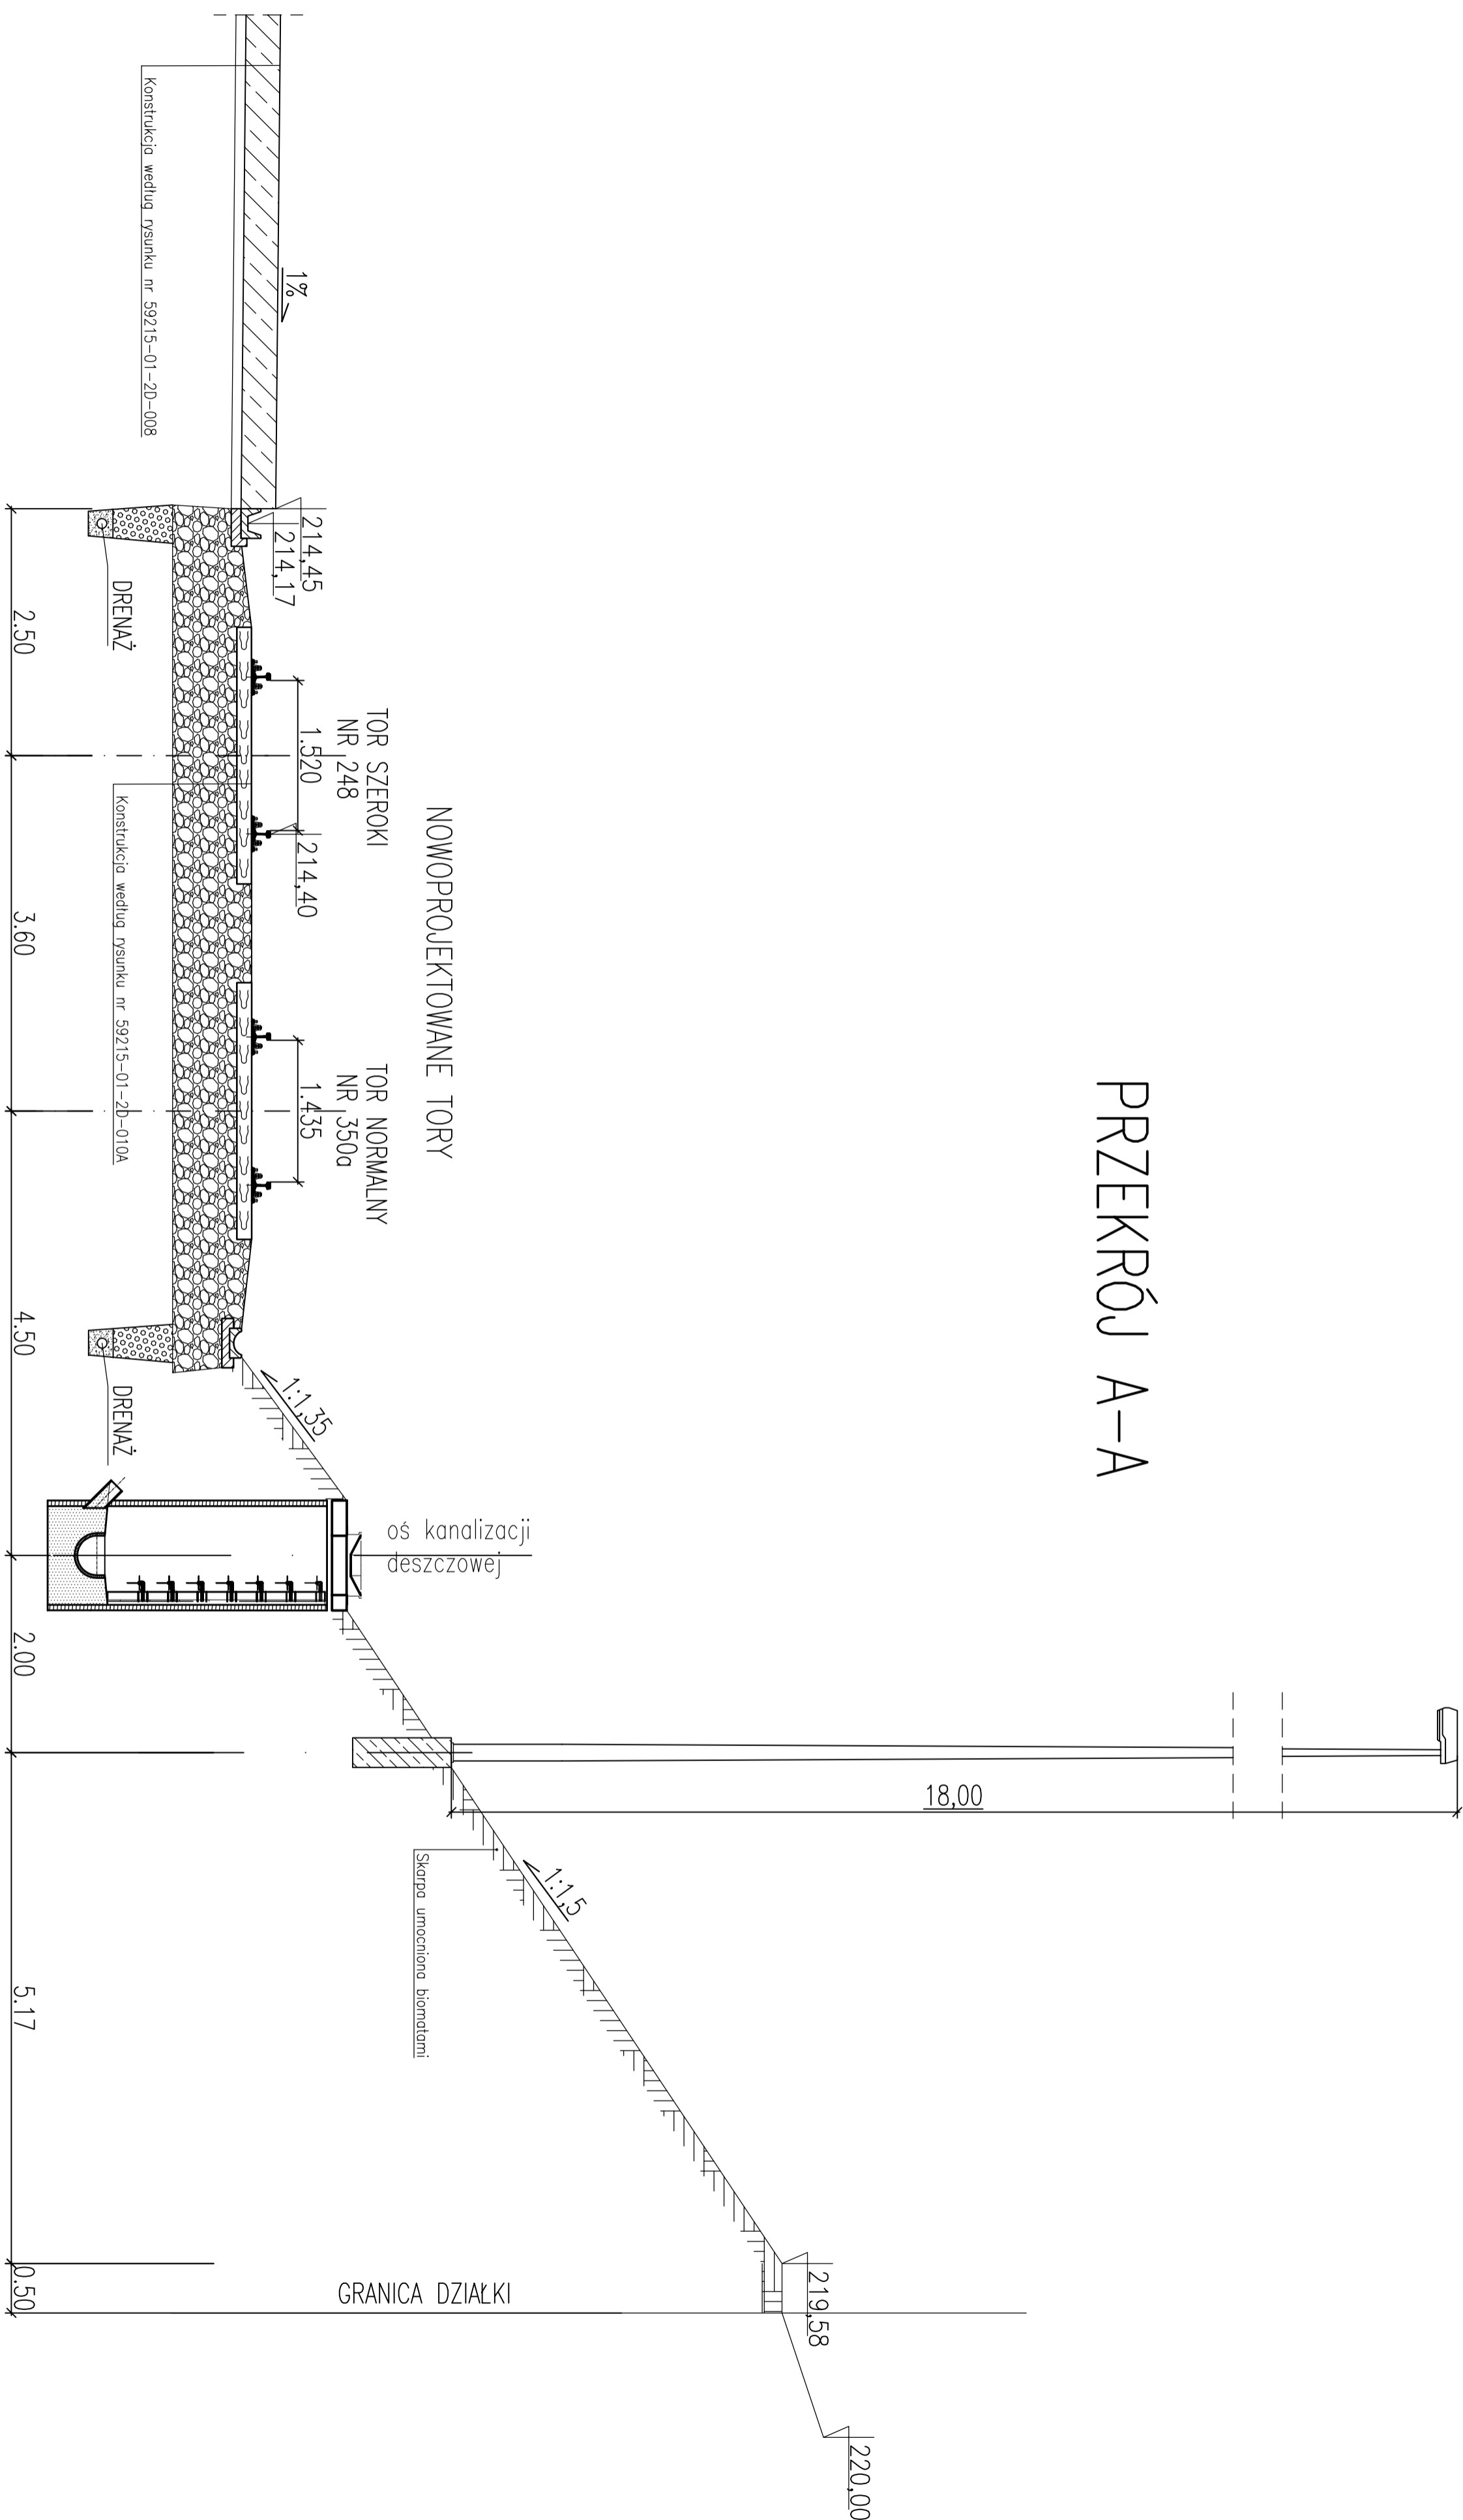 PRZEKRÓJ A-A
NOWOPROJEKTOWANE TORY
TOR SZEROKI
NR 248
TOR NORMALNY
NR 350a
1%
214,45
214,17
1.520
214,40
1.435
1:1,35
oś kanalizacji
deszczowej
18,00
1:1,5
Skarpa umocniona biomatami
219,58
220,00
GRANICA DZIAŁKI
Konstrukcja według rysunku nr 59215-01-2D-008
DRENAŻ
Konstrukcja według rysunku nr 59215-01-2D-010A
DRENAŻ
2.50
3.60
4.50
2.00
5.17
0.50